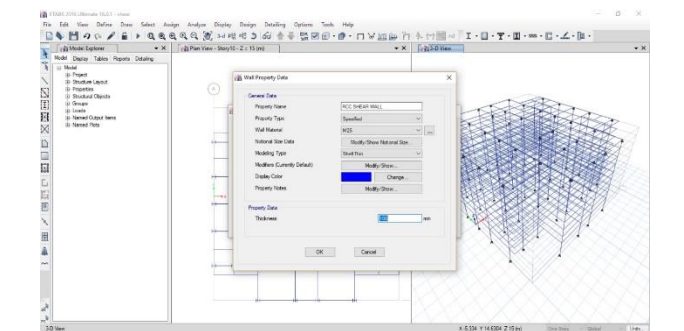 ETABS 2016 Ultimate 16.0.1 - shear
File Edit View Define Draw Select Assign Analyze Display Design Detailing Options Tools Help
Model Explorer
Plan View - Story10 - Z = 15 (m)
3-D View
Model Display Tables Reports Detailing
Model
Project
Structure Layout
Properties
Structural Objects
Groups
Loads
Named Output Items
Named Plots
Wall Property Data
General Data
Property Name RCC SHEAR WALL
Property Type Specified
Wall Material M25
Notional Size Data Modify/Show Notional Size...
Modeling Type Shell-Thin
Modifiers (Currently Default) Modify/Show...
Display Color Change...
Property Notes Modify/Show...
Property Data
Thickness mm
OK Cancel
3-D View
Units...